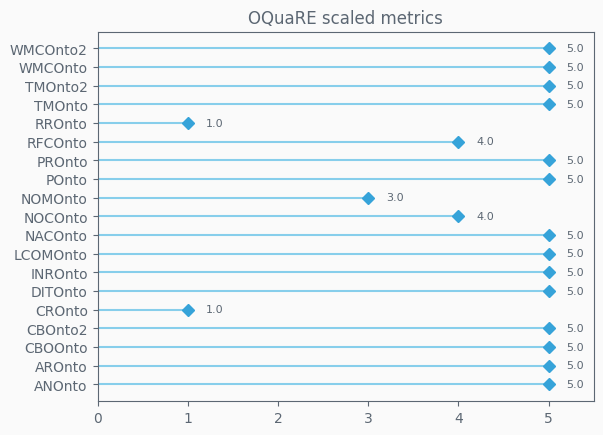 OQuaRE scaled metrics
WMCOnto2 5.0
WMCOnto 5.0
TMOnto2 5.0
TMOnto 5.0
RROnto 1.0
RFCOnto 4.0
PROnto 5.0
POnto 5.0
NOMOnto 3.0
NOCOnto 4.0
NACOnto 5.0
LCOMOnto 5.0
INROnto 5.0
DITOnto 5.0
CROnto 1.0
CBOnto2 5.0
CBOOnto 5.0
AROnto 5.0
ANOnto 5.0
0 1 2 3 4 5